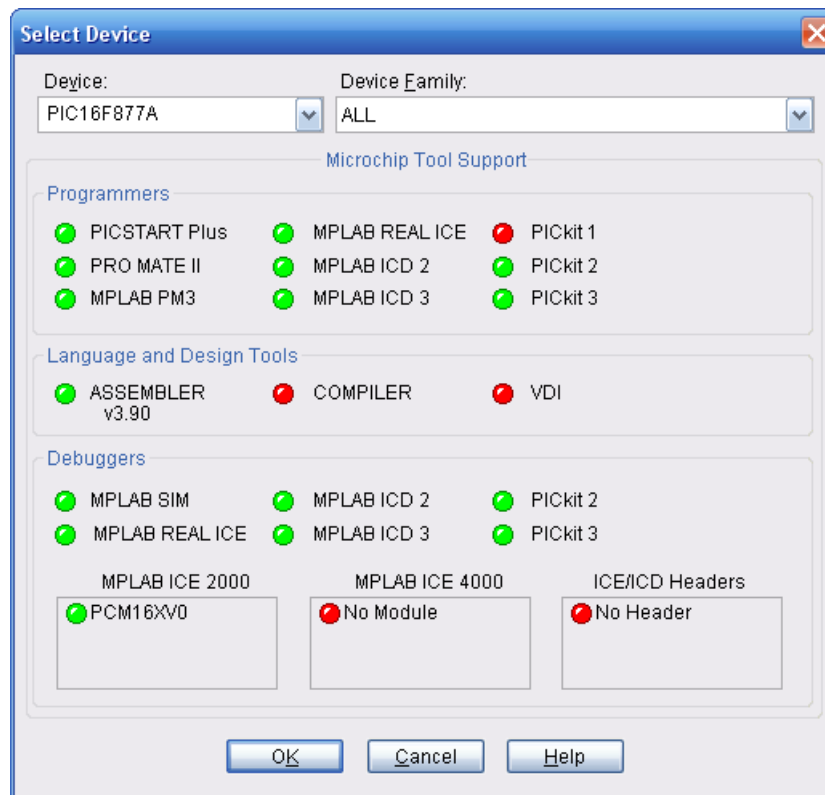 Select Device
Device: Device Family:
PIC16F877A ALL
Microchip Tool Support
Programmers
PICSTART Plus MPLAB REAL ICE PICkit 1
PRO MATE II MPLAB ICD 2 PICkit 2
MPLAB PM3 MPLAB ICD 3 PICkit 3
Language and Design Tools
ASSEMBLER COMPILER VDI
v3.90
Debuggers
MPLAB SIM MPLAB ICD 2 PICkit 2
MPLAB REAL ICE MPLAB ICD 3 PICkit 3
MPLAB ICE 2000 MPLAB ICE 4000 ICE/ICD Headers
PCM16XV0 No Module No Header
OK Cancel Help